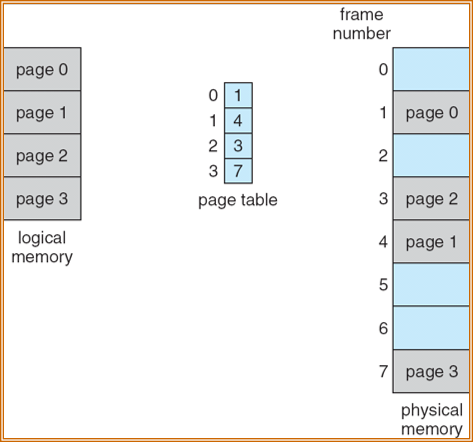 page 0
page 1
page 2
page 3
logical
memory
0 1
1 4
2 3
3 7
page table
frame
number
0
1 page 0
2
3 page 2
4 page 1
5
6
7 page 3
physical
memory